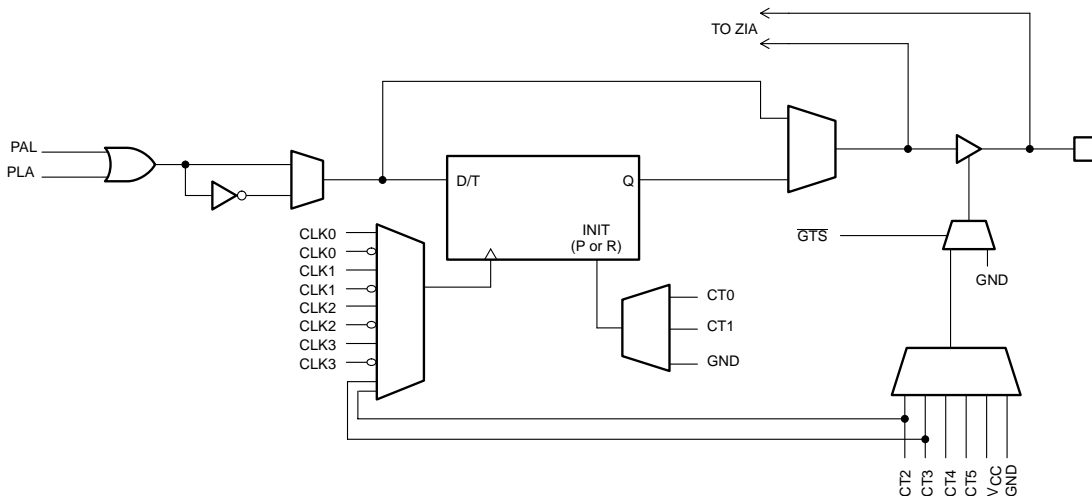 TO ZIA
PAL
PLA
D/T
Q
INIT
(P or R)
CLK0
CLK0
CLK1
CLK1
CLK2
CLK2
CLK3
CLK3
CT0
CT1
GND
GTS
GND
CT2
CT3
CT4
CT5
VCC
GND